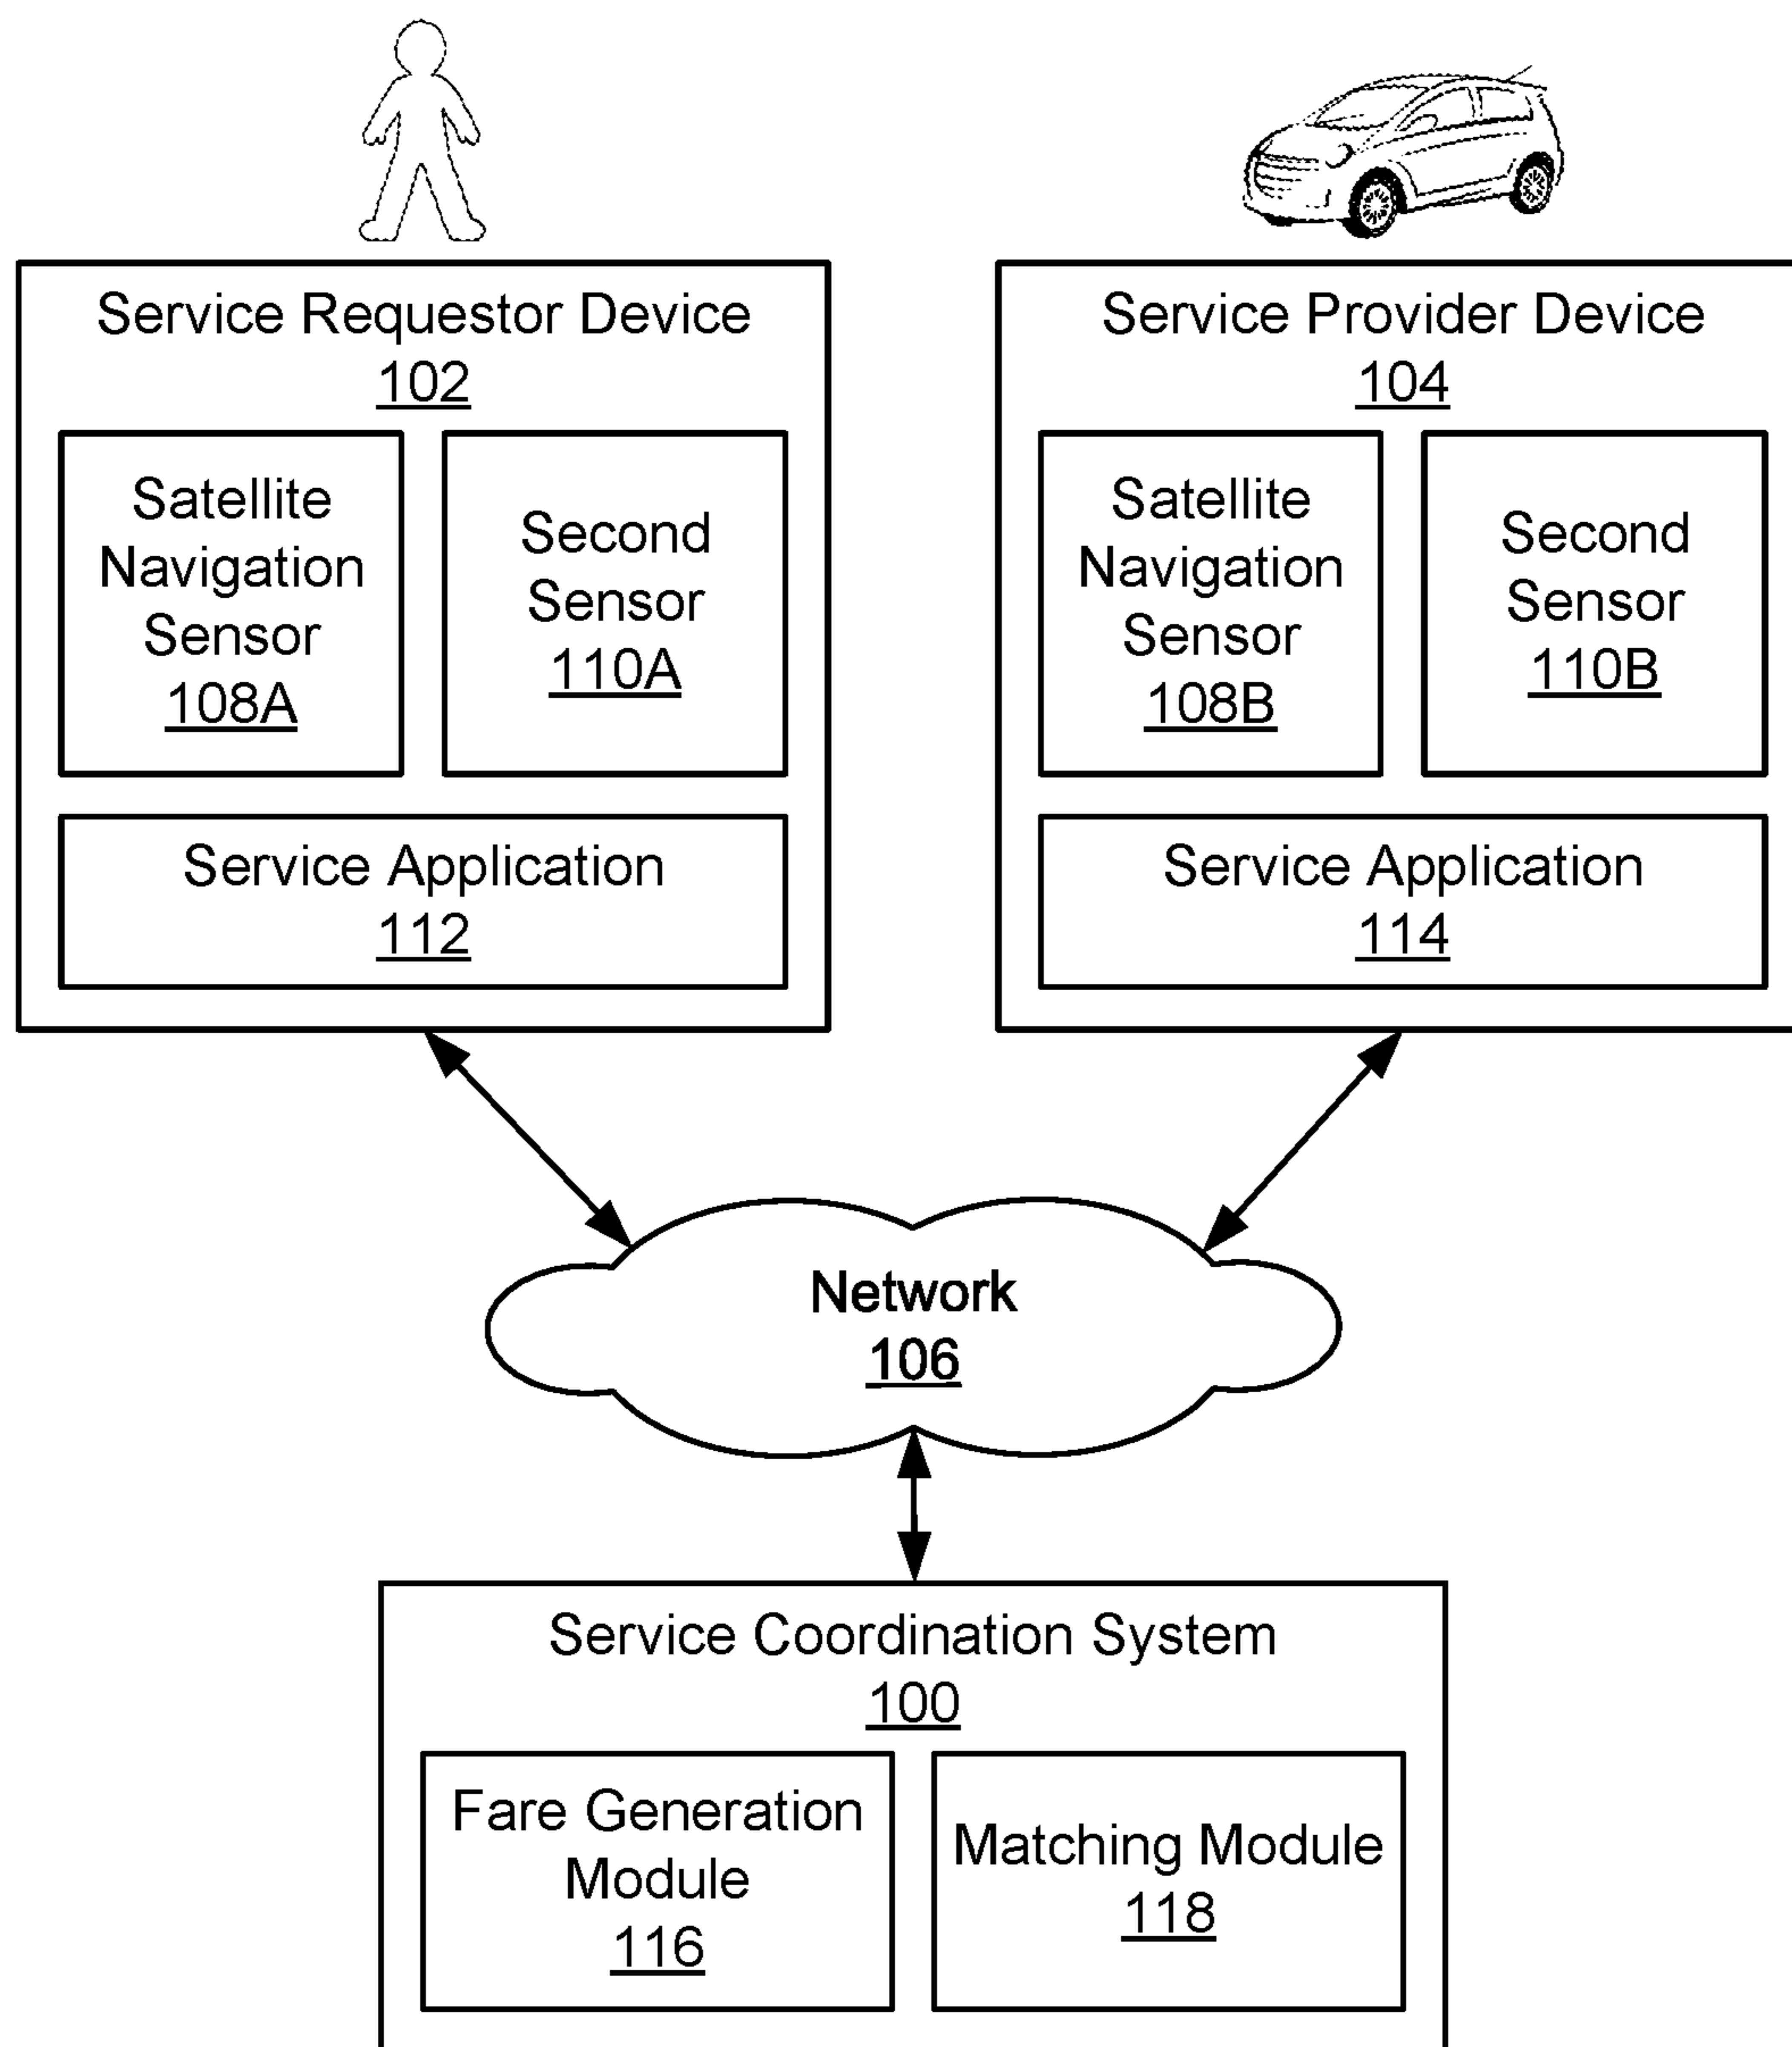 Service Requestor Device
102
Satellite
Navigation
Sensor
108A
Second
Sensor
110A
Service Application
112
Service Provider Device
104
Satellite
Navigation
Sensor
108B
Second
Sensor
110B
Service Application
114
Network
106
Service Coordination System
100
Fare Generation
Module
116
Matching Module
118